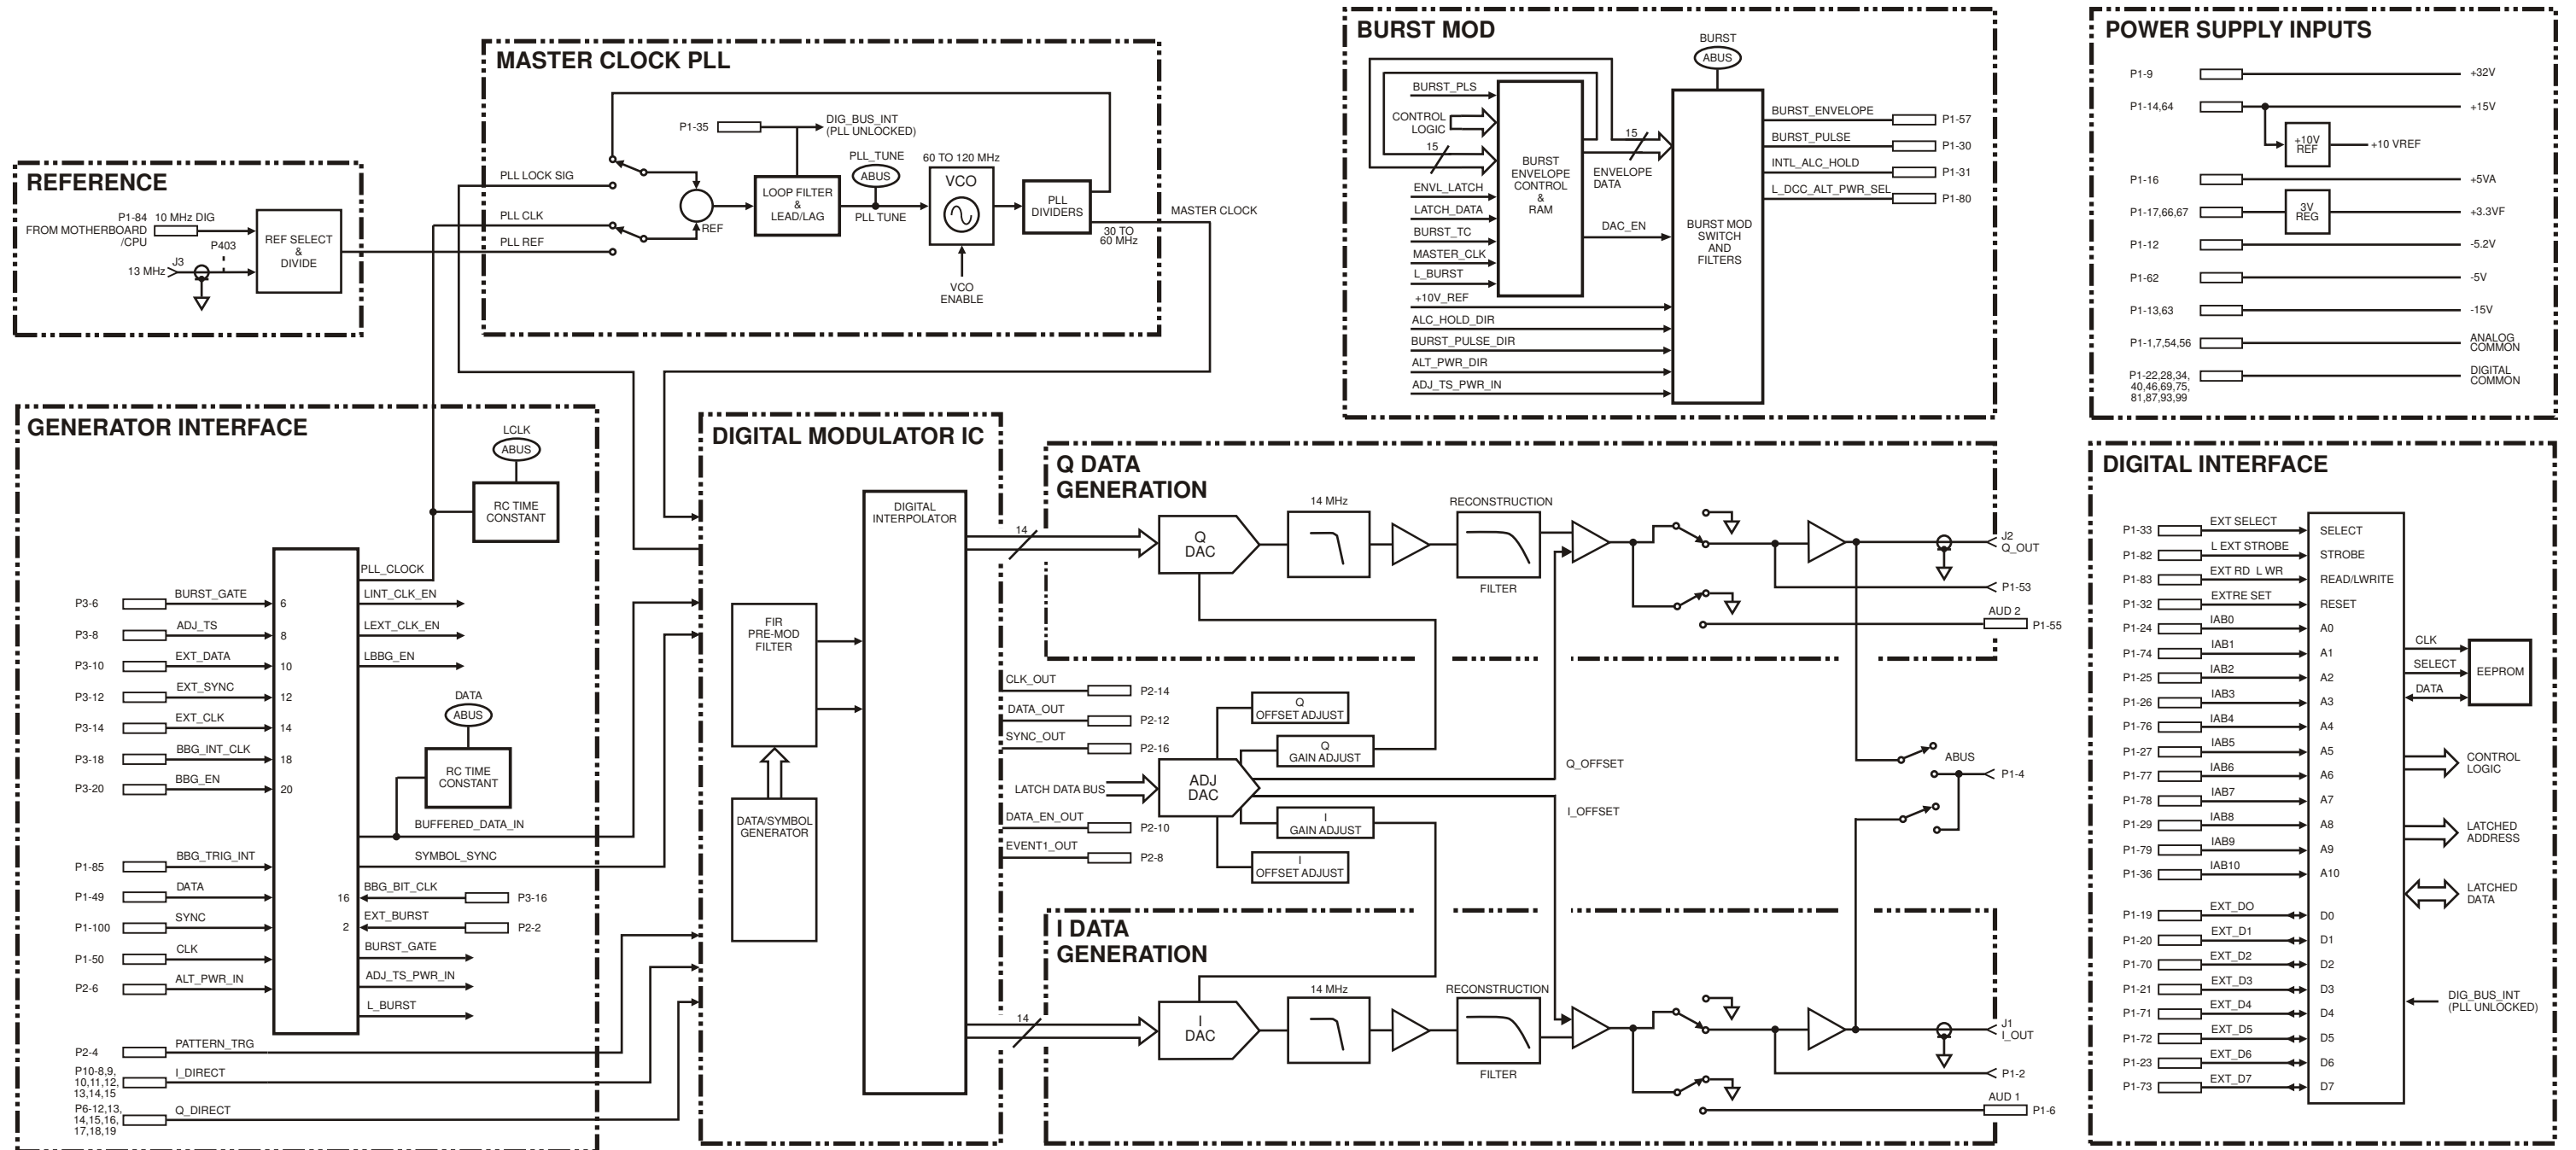 REFERENCE
P1-84
10 MHz DIG
FROM MOTHERBOARD
/CPU
P403
J3
13 MHz
REF SELECT
&
DIVIDE
MASTER CLOCK PLL
P1-35
DIG_BUS_INT
(PLL UNLOCKED)
PLL LOCK SIG
PLL CLK
PLL REF
REF
LOOP FILTER
&
LEAD/LAG
PLL_TUNE
ABUS
PLL TUNE
60 TO 120 MHz
VCO
VCO
ENABLE
PLL
DIVIDERS
30 TO
60 MHz
MASTER CLOCK
BURST MOD
BURST
ABUS
BURST_PLS
CONTROL
LOGIC
15
ENVL_LATCH
LATCH_DATA
BURST_TC
MASTER_CLK
L_BURST
+10V_REF
ALC_HOLD_DIR
BURST_PULSE_DIR
ALT_PWR_DIR
ADJ_TS_PWR_IN
BURST
ENVELOPE
CONTROL
&
RAM
15
ENVELOPE
DATA
DAC_EN
BURST MOD
SWITCH
AND
FILTERS
BURST_ENVELOPE
P1-57
BURST_PULSE
P1-30
INTL_ALC_HOLD
P1-31
L_DCC_ALT_PWR_SEL
P1-80
POWER SUPPLY INPUTS
P1-9
+32V
P1-14,64
+15V
+10V
REF
+10 VREF
P1-16
+5VA
P1-17,66,67
3V
REG
+3.3VF
P1-12
-5.2V
P1-62
-5V
P1-13,63
-15V
P1-1,7,54,56
ANALOG
COMMON
P1-22,28,34,
40,46,69,75,
81,87,93,99
DIGITAL
COMMON
GENERATOR INTERFACE
LCLK
ABUS
RC TIME
CONSTANT
PLL_CLOCK
P3-6
BURST_GATE
6
LINT_CLK_EN
P3-8
ADJ_TS
8
LEXT_CLK_EN
P3-10
EXT_DATA
10
LBBG_EN
P3-12
EXT_SYNC
12
P3-14
EXT_CLK
14
P3-18
BBG_INT_CLK
18
P3-20
BBG_EN
20
DATA
ABUS
RC TIME
CONSTANT
BUFFERED_DATA_IN
P1-85
BBG_TRIG_INT
SYMBOL_SYNC
P1-49
DATA
16
BBG_BIT_CLK
P3-16
P1-100
SYNC
2
EXT_BURST
P2-2
P1-50
CLK
BURST_GATE
P2-6
ALT_PWR_IN
ADJ_TS_PWR_IN
L_BURST
P2-4
PATTERN_TRG
P10-8,9,
10,11,12,
13,14,15
I_DIRECT
P6-12,13,
14,15,16,
17,18,19
Q_DIRECT
DIGITAL MODULATOR IC
DIGITAL
INTERPOLATOR
FIR
PRE-MOD
FILTER
DATA/SYMBOL
GENERATOR
14
14
CLK_OUT
P2-14
DATA_OUT
P2-12
SYNC_OUT
P2-16
LATCH DATA BUS
DATA_EN_OUT
P2-10
EVENT1_OUT
P2-8
Q DATA
GENERATION
Q
DAC
14 MHz
RECONSTRUCTION
FILTER
J2
Q_OUT
P1-53
AUD 2
P1-55
Q
OFFSET ADJUST
Q
GAIN ADJUST
ADJ
DAC
I
GAIN ADJUST
I
OFFSET ADJUST
Q_OFFSET
I_OFFSET
ABUS
P1-4
I DATA
GENERATION
I
DAC
14 MHz
RECONSTRUCTION
FILTER
J1
I_OUT
P1-2
AUD 1
P1-6
DIGITAL INTERFACE
P1-33
EXT SELECT
SELECT
P1-82
L EXT STROBE
STROBE
P1-83
EXT RD L WR
READ/LWRITE
P1-32
EXTRE SET
RESET
P1-24
IAB0
A0
P1-74
IAB1
A1
P1-25
IAB2
A2
P1-26
IAB3
A3
P1-76
IAB4
A4
P1-27
IAB5
A5
P1-77
IAB6
A6
P1-78
IAB7
A7
P1-29
IAB8
A8
P1-79
IAB9
A9
P1-36
IAB10
A10
P1-19
EXT_DO
D0
P1-20
EXT_D1
D1
P1-70
EXT_D2
D2
P1-21
EXT_D3
D3
P1-71
EXT_D4
D4
P1-72
EXT_D5
D5
P1-23
EXT_D6
D6
P1-73
EXT_D7
D7
CLK
SELECT
DATA
EEPROM
CONTROL
LOGIC
LATCHED
ADDRESS
LATCHED
DATA
DIG_BUS_INT
(PLL UNLOCKED)